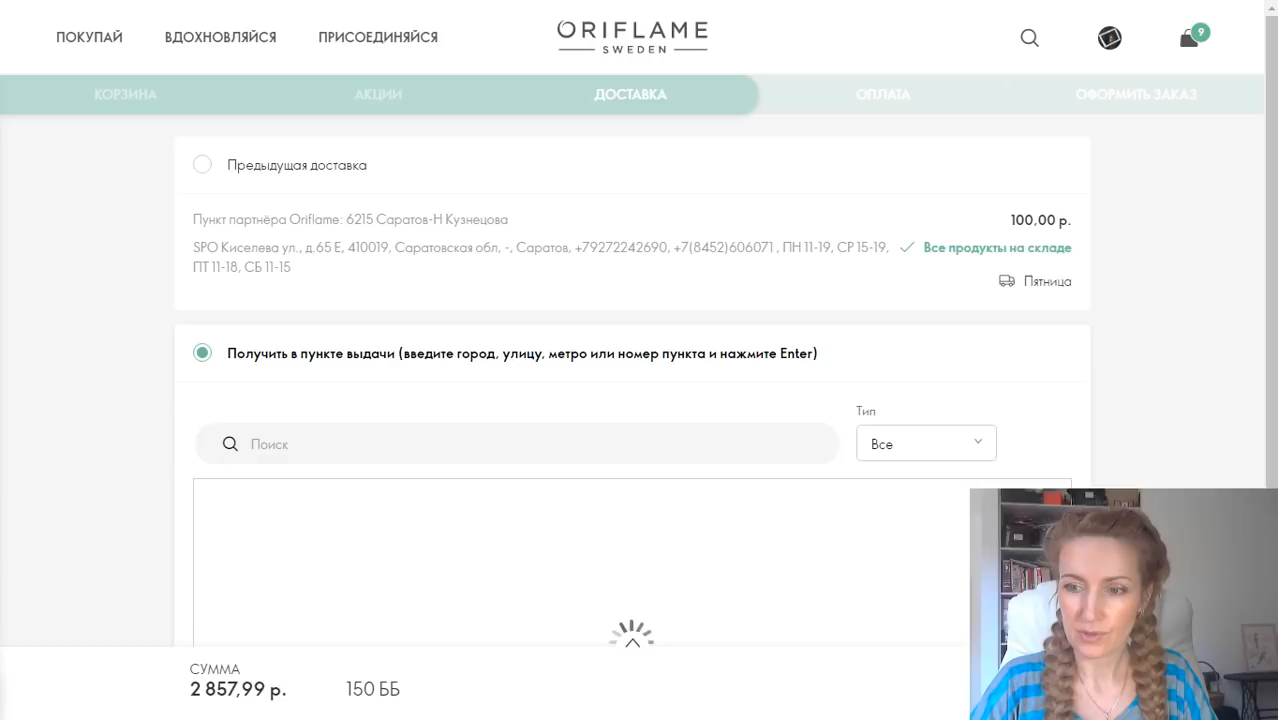 ПОКУПАЙ ВДОХНОВЛЯЙСЯ ПРИСОЕДИНЯЙСЯ ORIFLAME 9
SWEDEN
КОРЗИНА АКЦИИ ДОСТАВКА ОПЛАТА ОФОРМИТЬ ЗАКАЗ
Предыдущая доставка
Пункт партнёра Oriflame: 6215 Саратов-Н Кузнецова 100,00 р.
SPO Киселева ул., д.65 Е, 410019, Саратовская обл, -, Саратов, +79272242690, +7(8452)606071 , ПН 11-19, СР 15-19, Все продукты на складе
ПТ 11-18, СБ 11-15
Пятница
Получить в пункте выдачи (введите город, улицу, метро или номер пункта и нажмите Enter)
Тип
Поиск Все
СУММА
2 857,99 р. 150 ББ